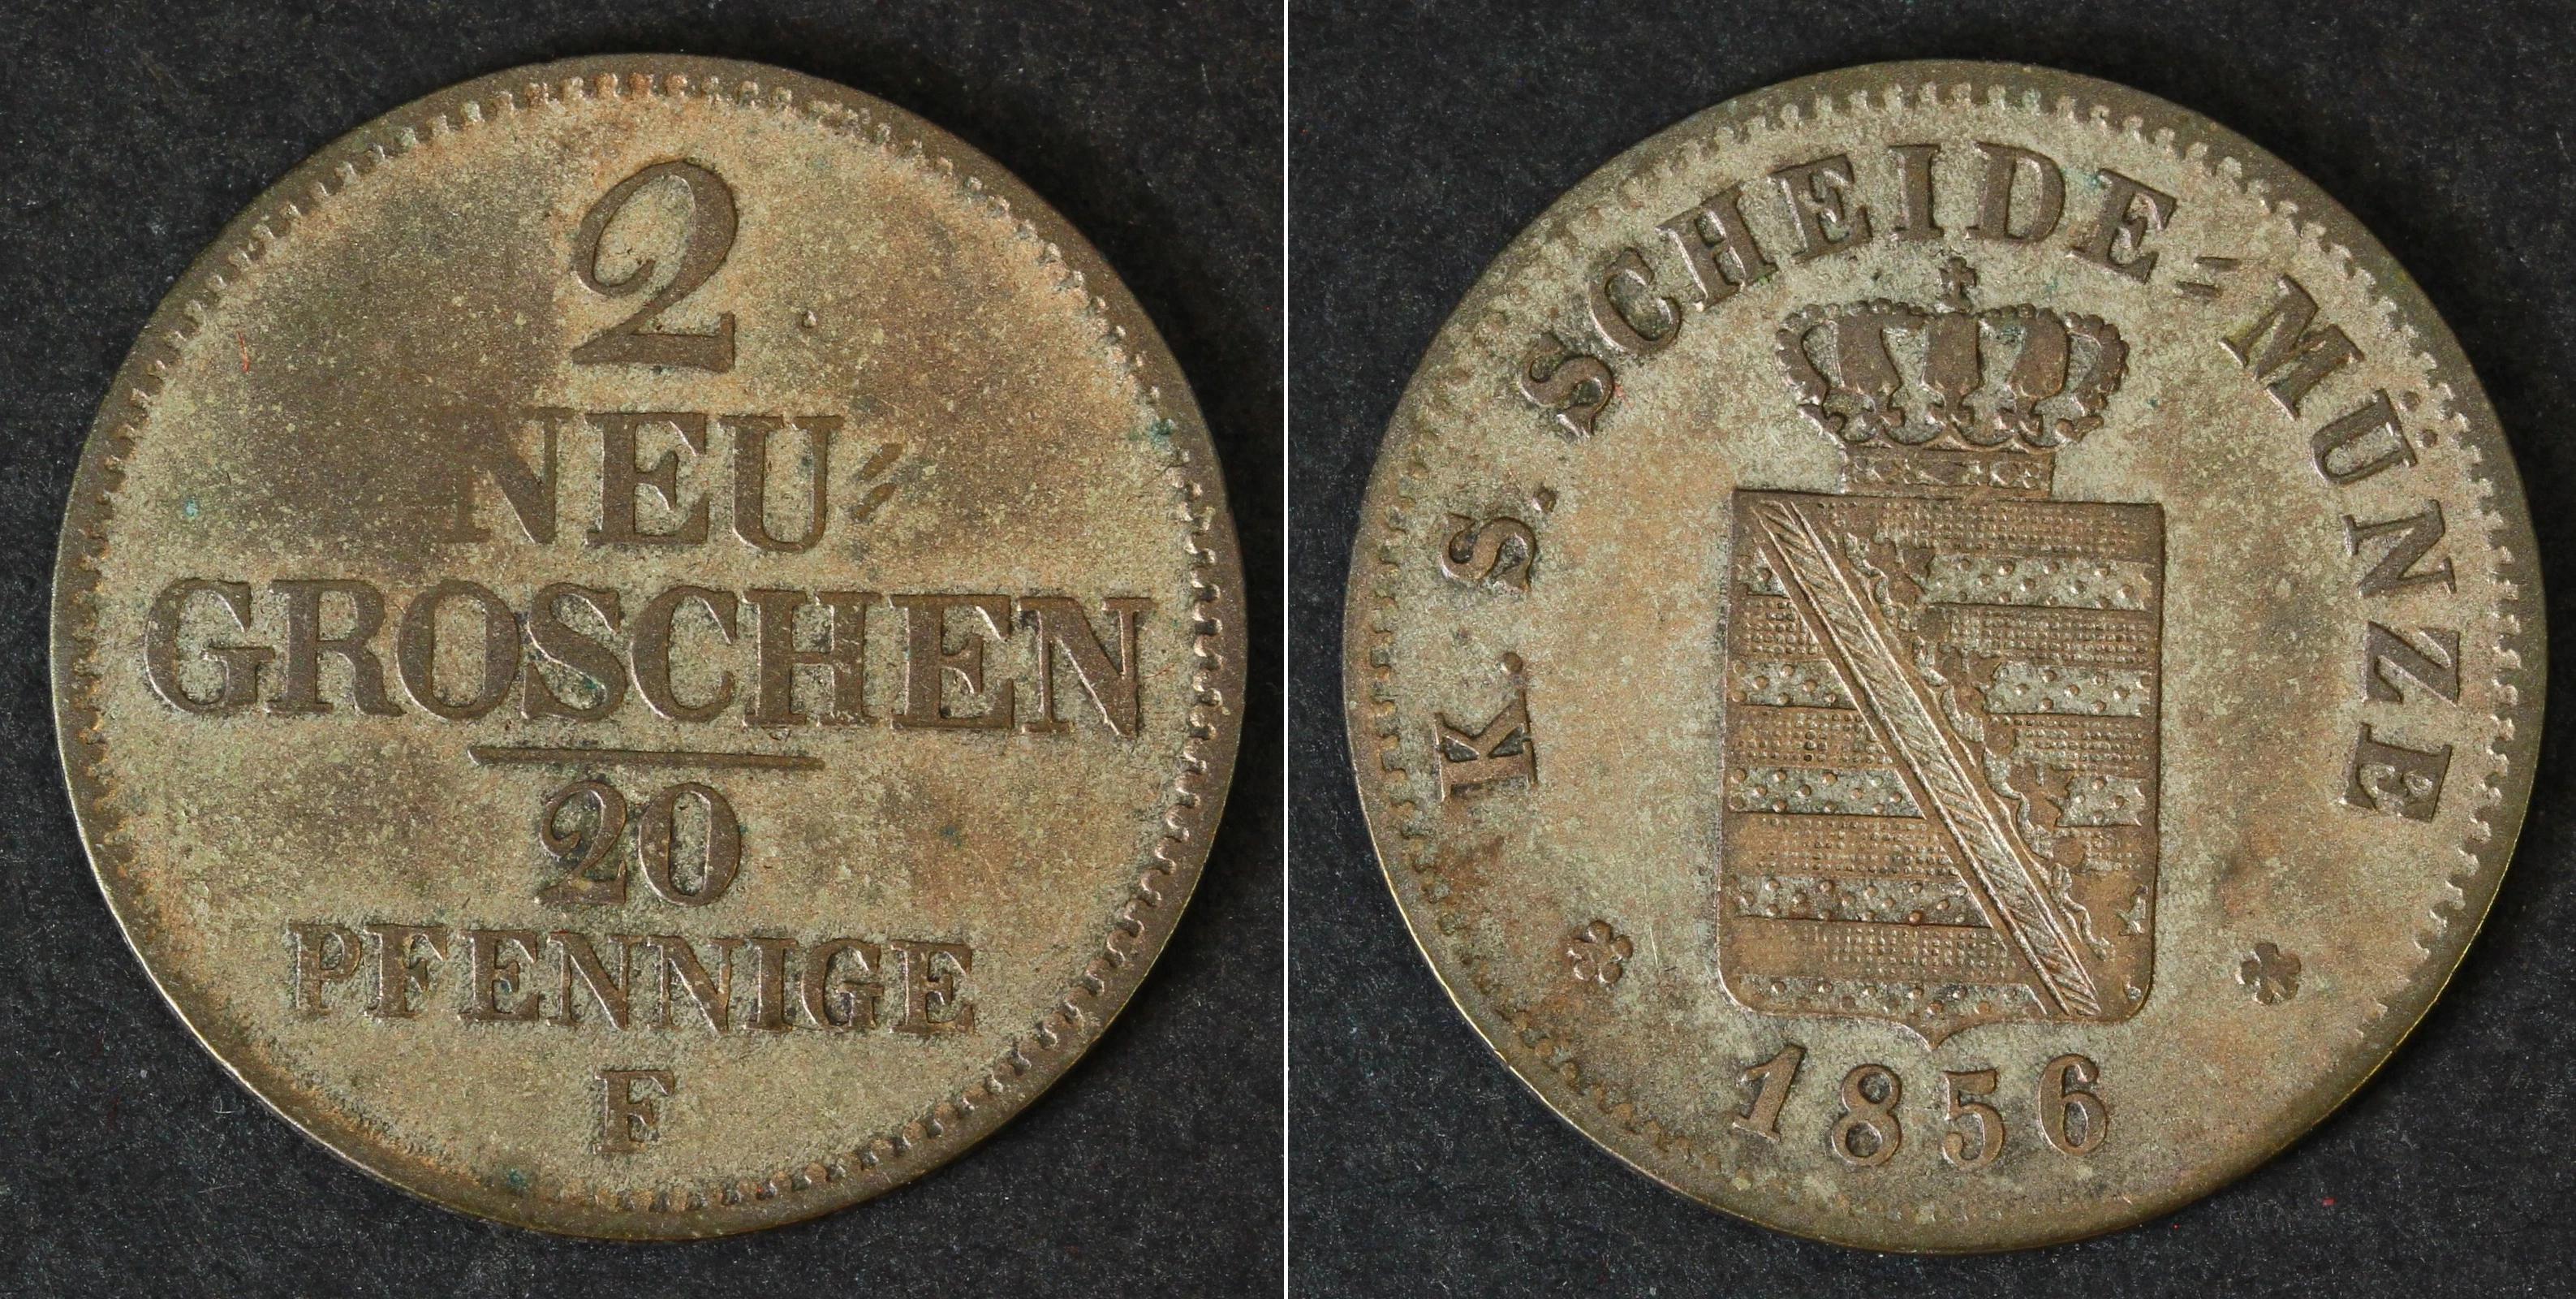 2
NEU⸗
GROSCHEN
20
PFENNIGE
F
K. S. SCHEIDE⸗MÜNZE
1856